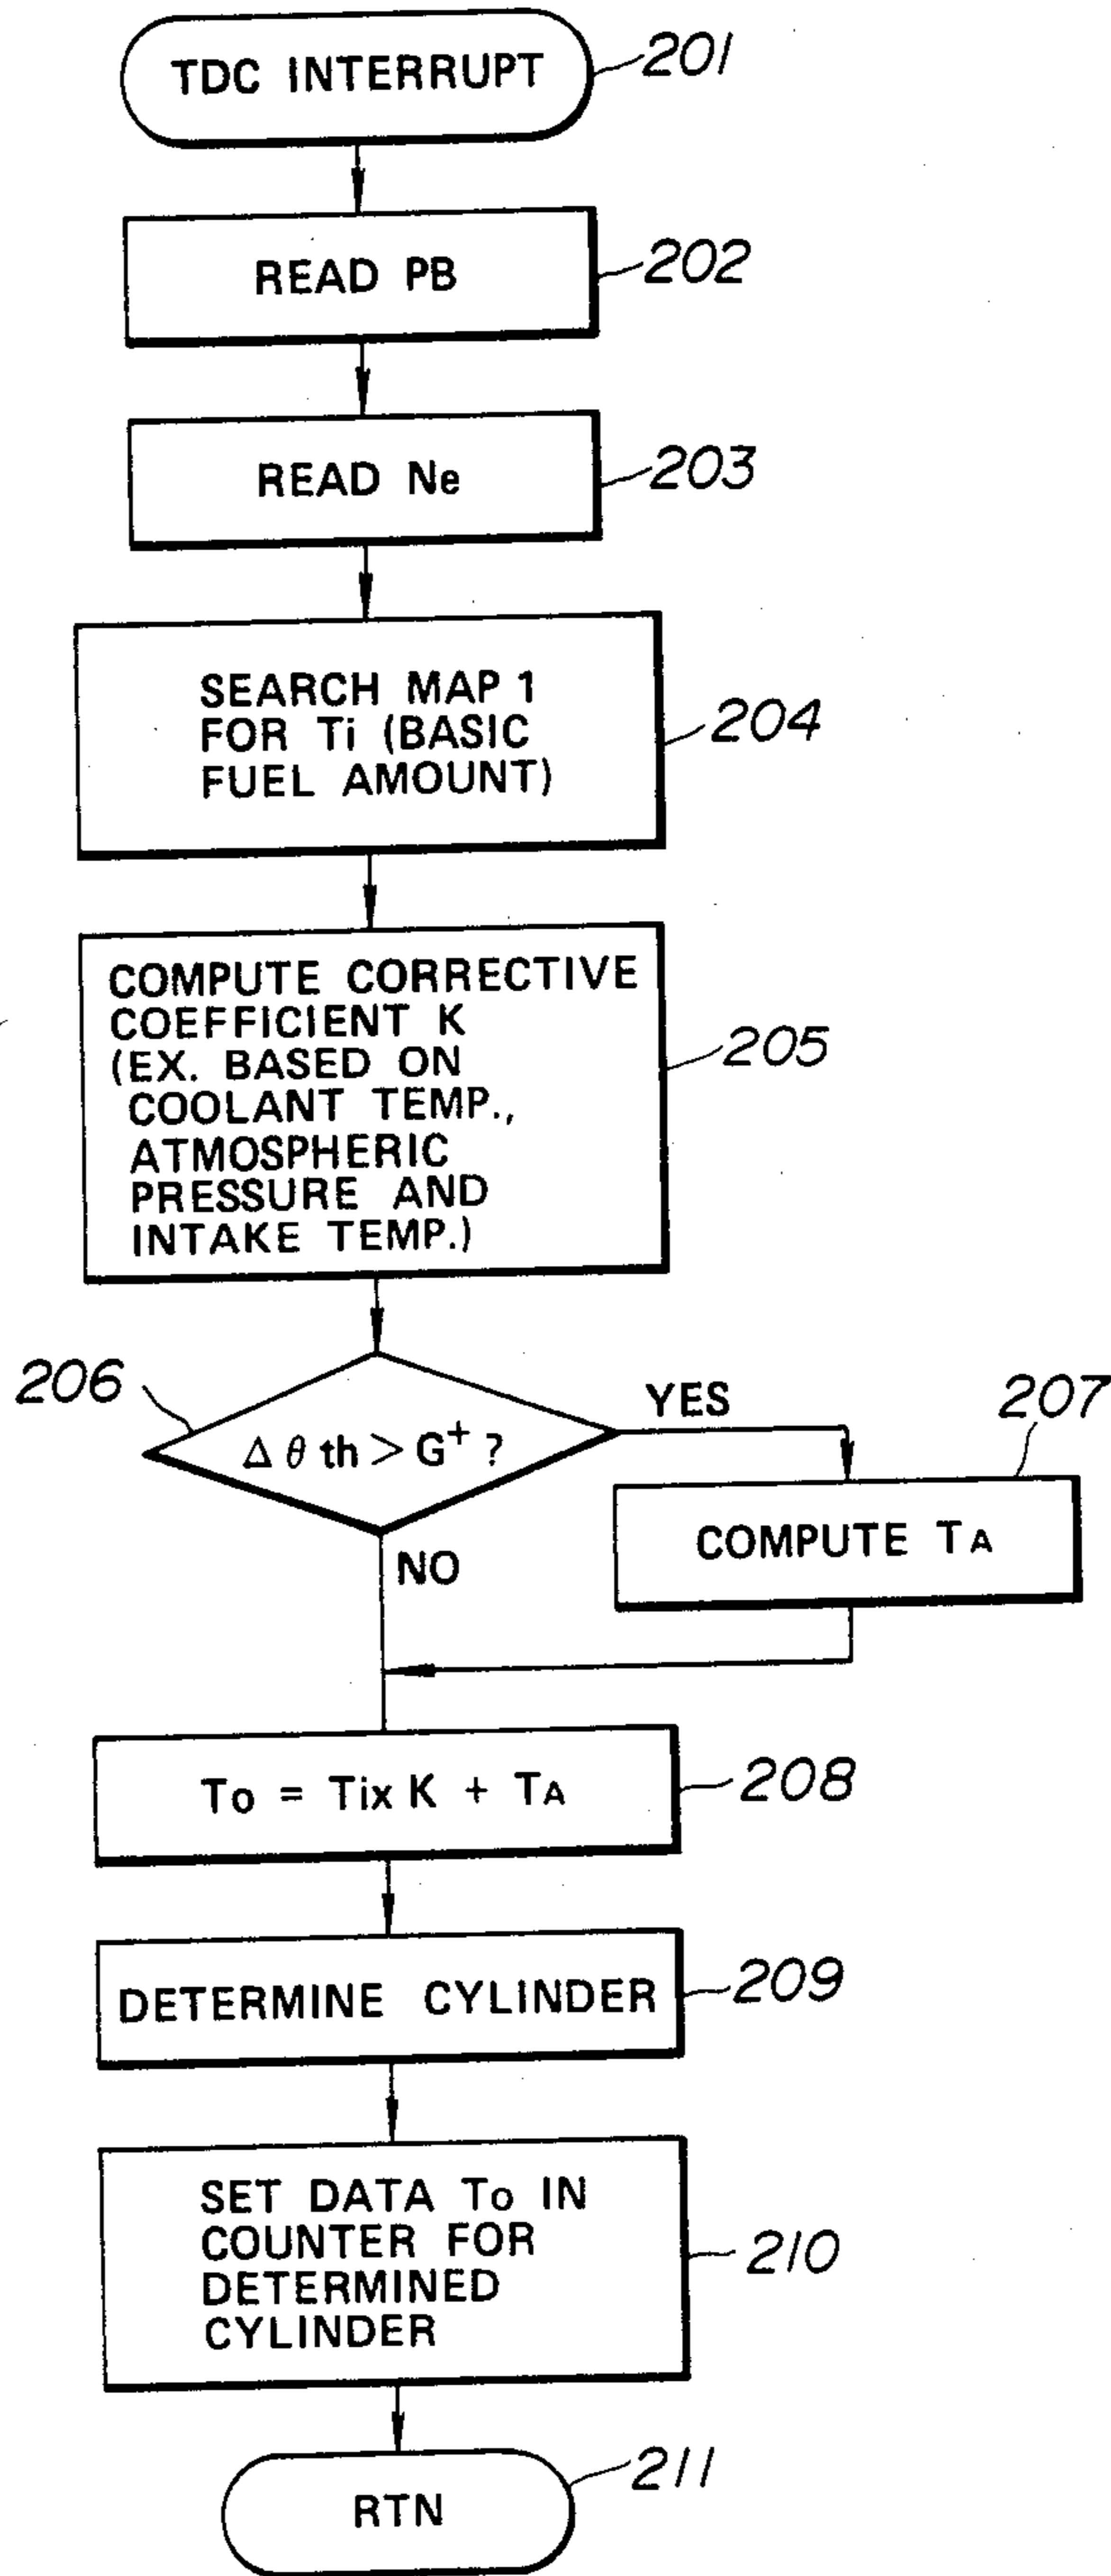 TDC INTERRUPT
201
READ PB
202
READ Ne
203
SEARCH MAP 1
FOR Ti (BASIC
FUEL AMOUNT)
204
COMPUTE CORRECTIVE
COEFFICIENT K
(EX. BASED ON
COOLANT TEMP.,
ATMOSPHERIC
PRESSURE AND
INTAKE TEMP.)
205
206
Δ θ th > G⁺ ?
YES
207
COMPUTE TA
NO
To = Tix K + TA
208
DETERMINE CYLINDER
209
SET DATA To IN
COUNTER FOR
DETERMINED
CYLINDER
210
RTN
211